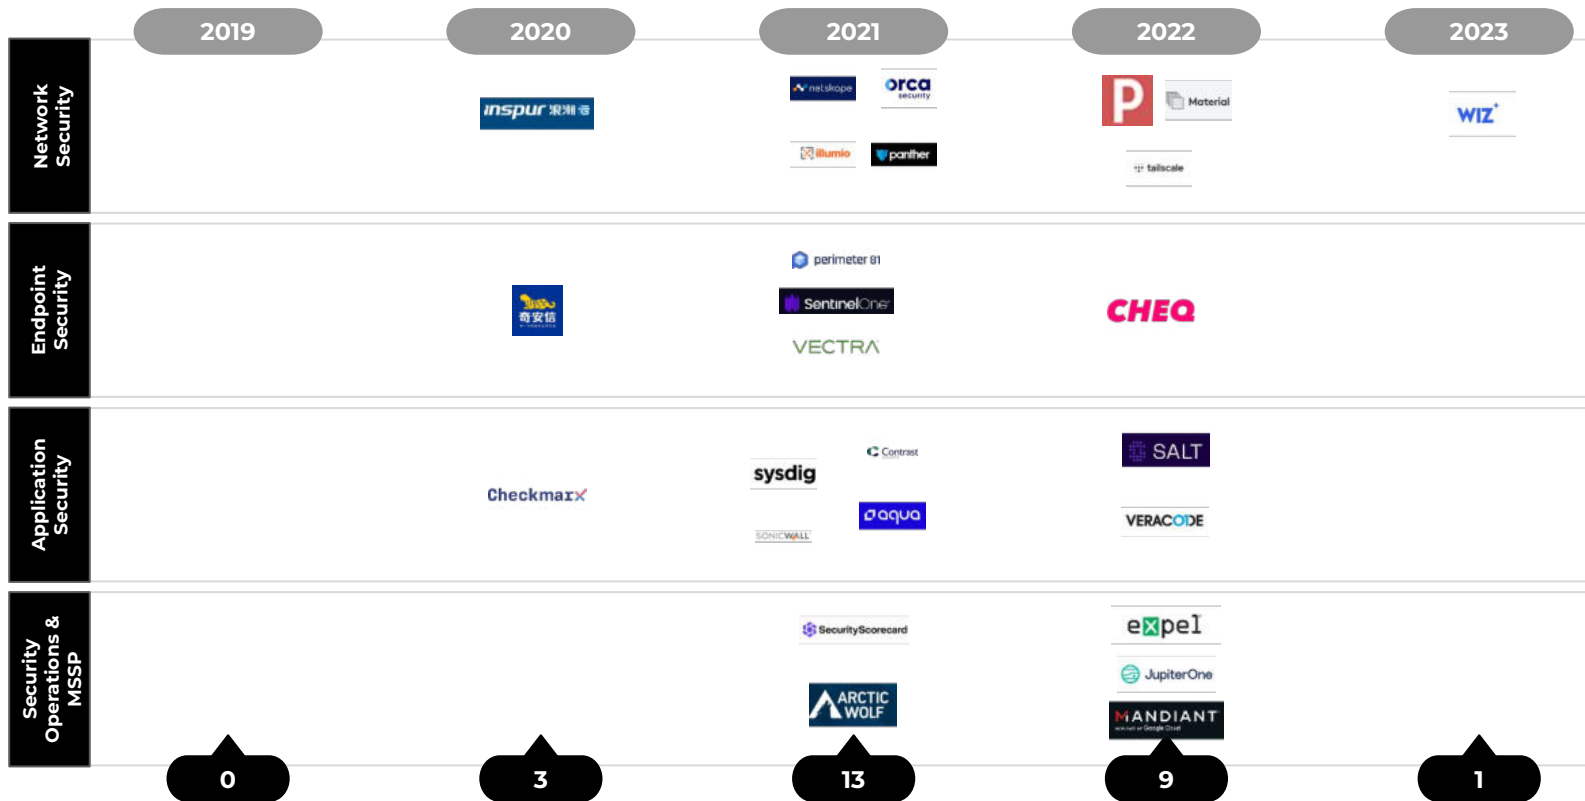 2019
2020
2021
2022
2023
Network
Security
inspur 浪潮
netskope
orca
security
illumio
panther
P
Material
tailscale
WIZ
Endpoint
Security
奇安信
perimeter 81
SentinelOne
VECTRA
CHEQ
Application
Security
Checkmarx
sysdig
Contrast
SONICWALL
aqua
SALT
VERACODE
Security
Operations &
MSSP
SecurityScorecard
ARCTIC
WOLF
expel
JupiterOne
MANDIANT
0
3
13
9
1